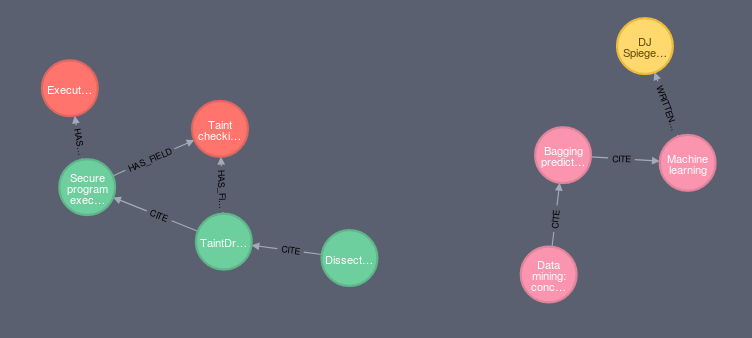 DJ
Spiege...
Execut...
WRITTEN...
Taint
checki...
HAS...
HAS_FIELD
Bagging
predict...
CITE
Machine
learning
Secure
program
exec...
HAS_FI...
CITE
CITE
TaintDr...
CITE
Dissect...
Data
mining:
conc...